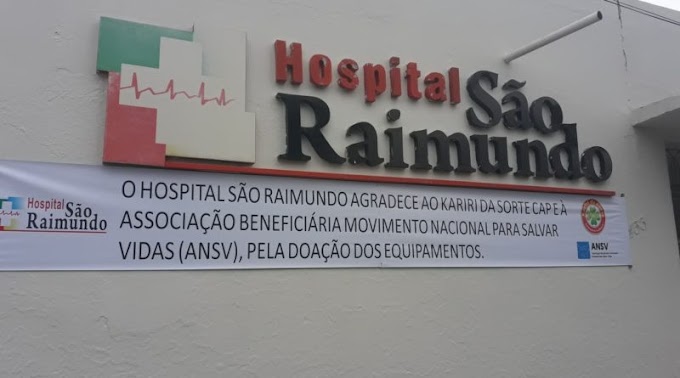 Hospital São
Raimundo
Hospital
São
Raimundo
O HOSPITAL SÃO RAIMUNDO AGRADECE AO KARIRI DA SORTE CAP E À
ASSOCIAÇÃO BENEFICIÁRIA MOVIMENTO NACIONAL PARA SALVAR
VIDAS (ANSV), PELA DOAÇÃO DOS EQUIPAMENTOS.
ANSV